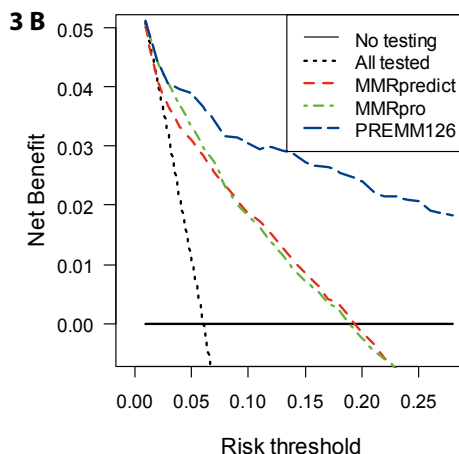 3 B
No testing
All tested
MMRpredict
MMRpro
PREMM126
Net Benefit
0.05
0.04
0.03
0.02
0.01
0.00
0.00 0.05 0.10 0.15 0.20 0.25
Risk threshold